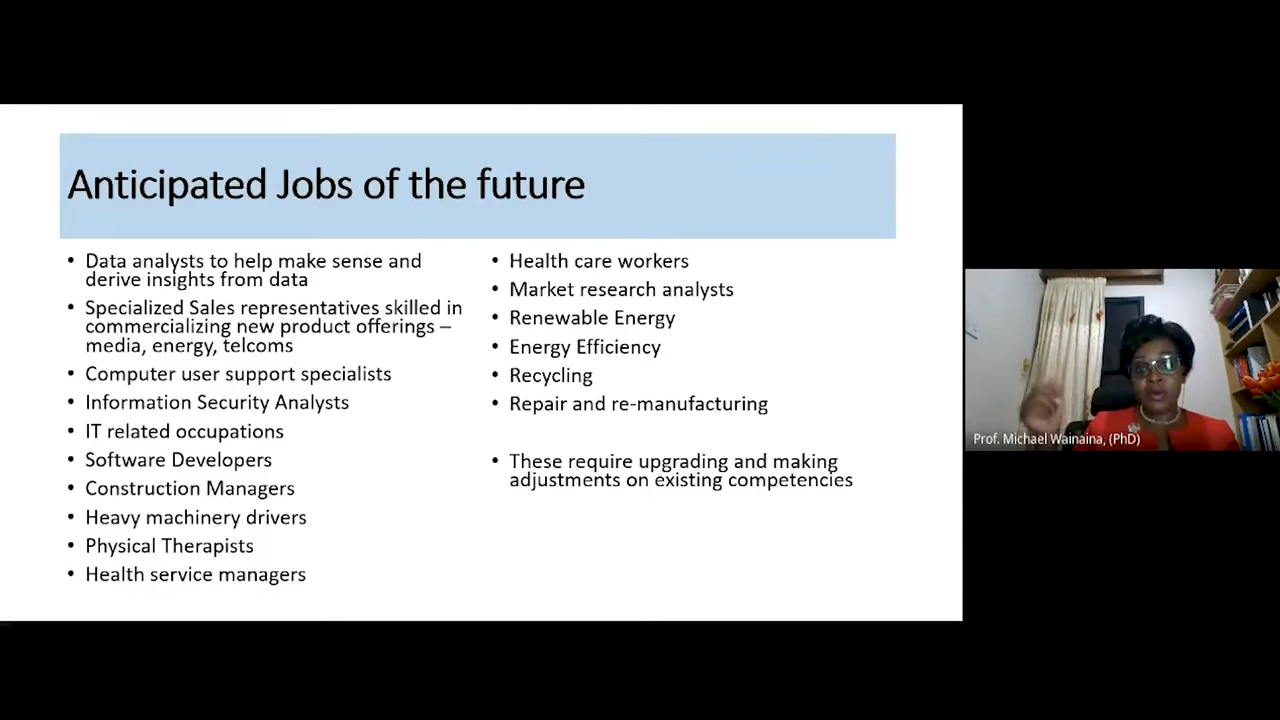 Anticipated Jobs of the future
• Data analysts to help make sense and
derive insights from data
• Specialized Sales representatives skilled in
commercializing new product offerings –
media, energy, telcoms
• Computer user support specialists
• Information Security Analysts
• IT related occupations
• Software Developers
• Construction Managers
• Heavy machinery drivers
• Physical Therapists
• Health service managers
• Health care workers
• Market research analysts
• Renewable Energy
• Energy Efficiency
• Recycling
• Repair and re-manufacturing
• These require upgrading and making
adjustments on existing competencies
Prof. Michael Wainaina, (PhD)